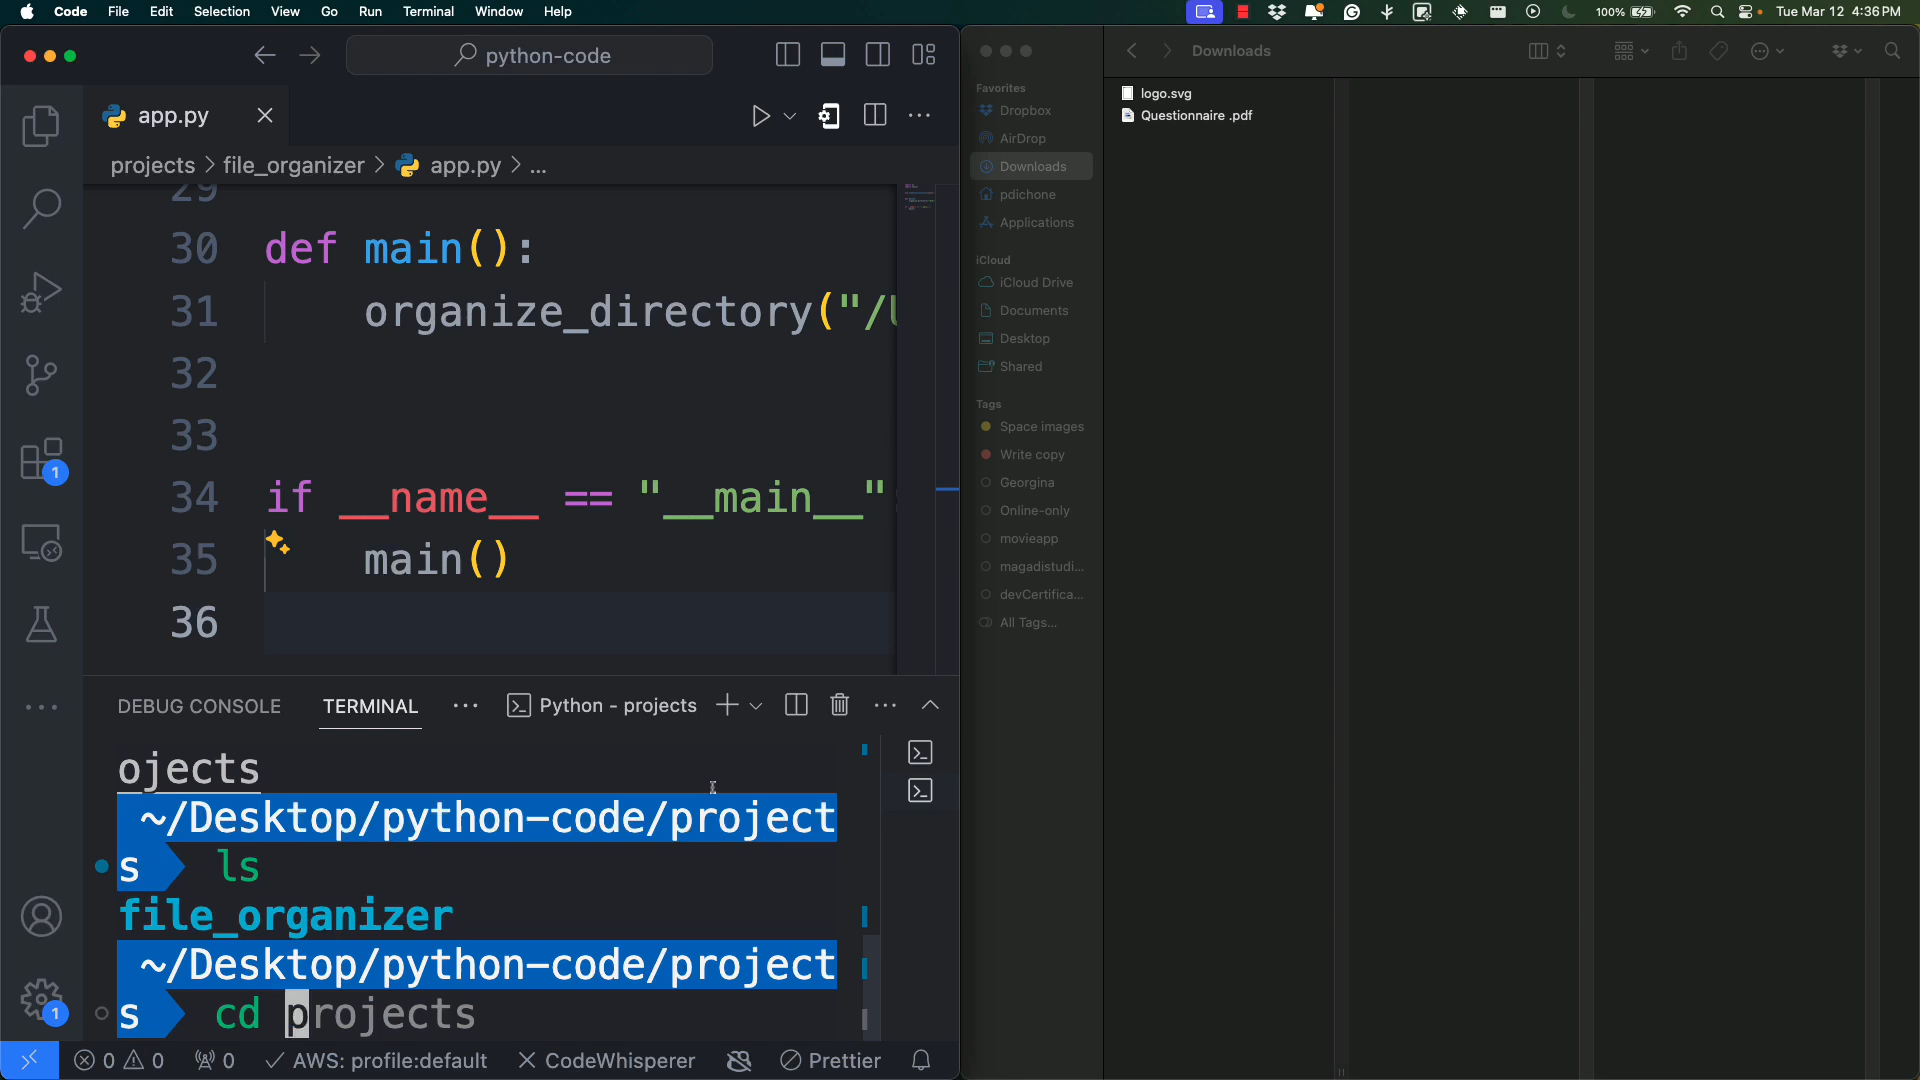 Code File Edit Selection View Go Run Terminal Window Help
100% Tue Mar 12 4:36 PM
python-code
app.py
projects > file_organizer > app.py > ...
29
30 def main():
31 organize_directory("/U
32
33
34 if __name__ == "__main__"
35 main()
36
DEBUG CONSOLE TERMINAL ... Python - projects
ojects
~/Desktop/python-code/project
s ls
file_organizer
~/Desktop/python-code/project
s cd projects
0 0 0 AWS: profile:default CodeWhisperer Prettier
1
1
Downloads
Favorites
Dropbox
AirDrop
Downloads
pdichone
Applications
iCloud
iCloud Drive
Documents
Desktop
Shared
Tags
Space images
Write copy
Georgina
Online-only
movieapp
magadistudi...
devCertifica...
All Tags...
logo.svg
Questionnaire .pdf